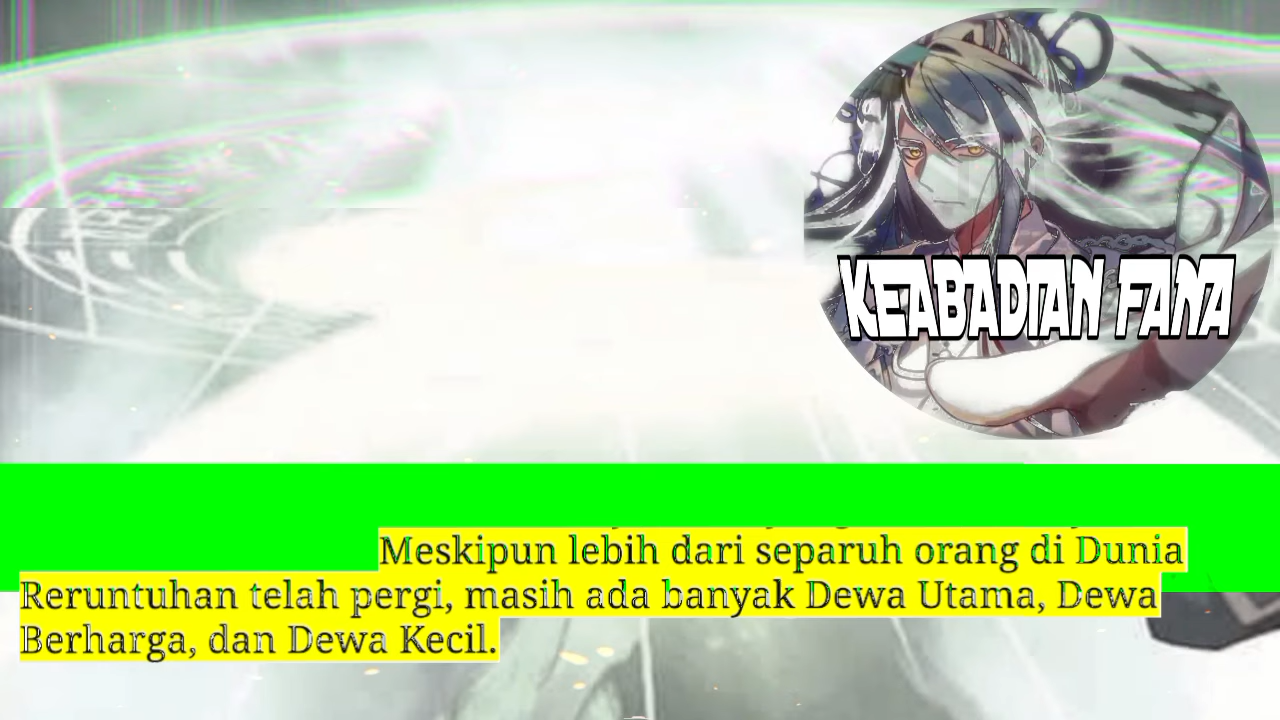 KEABADIAN FANA
Meskipun lebih dari separuh orang di Dunia
Reruntuhan telah pergi, masih ada banyak Dewa Utama, Dewa
Berharga, dan Dewa Kecil.